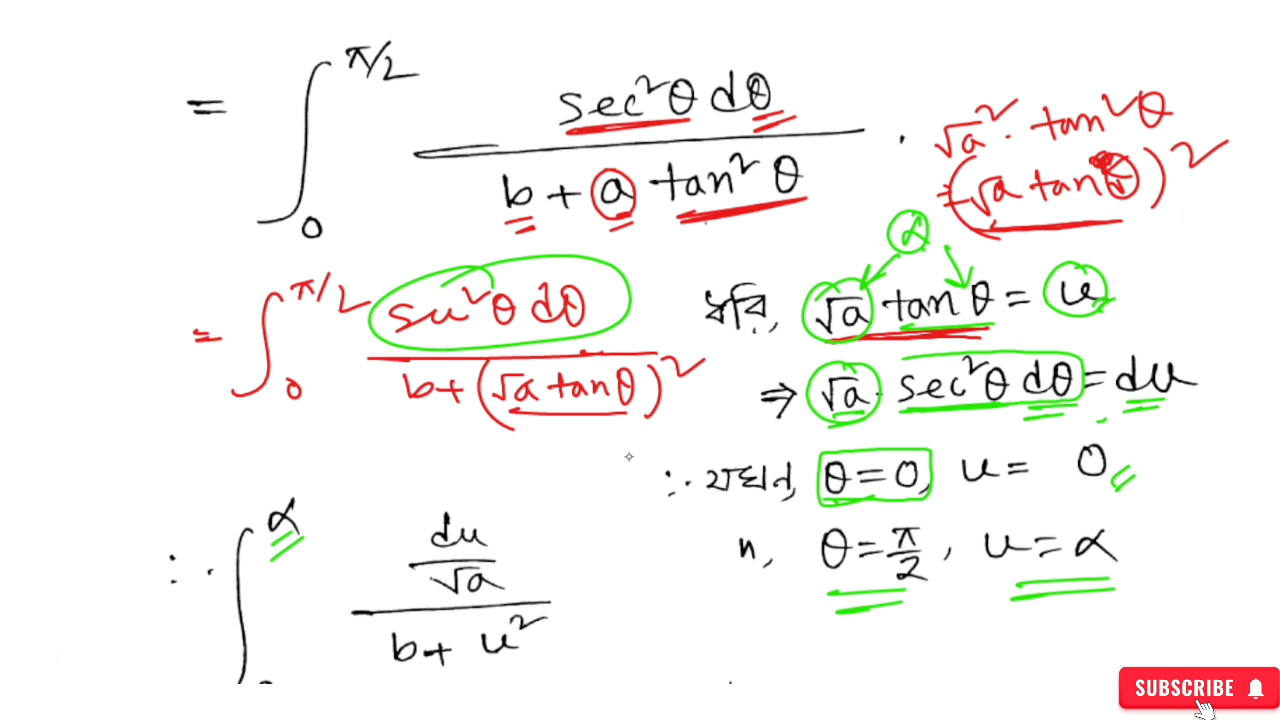 = ∫₀^{π/2} sec²θ dθ / (b + a tan²θ) .
√a² · tan²θ
= (√a tanθ)²
α
= ∫₀^{π/2} sec²θ dθ / (b + (√a tanθ)²)
ধরি, √a tanθ = u
⇒ √a · sec²θ dθ = du
∴ যখন, θ = 0, u = 0
", θ = π/2, u = α
∴ ∫^α (du/√a) / (b + u²)
SUBSCRIBE